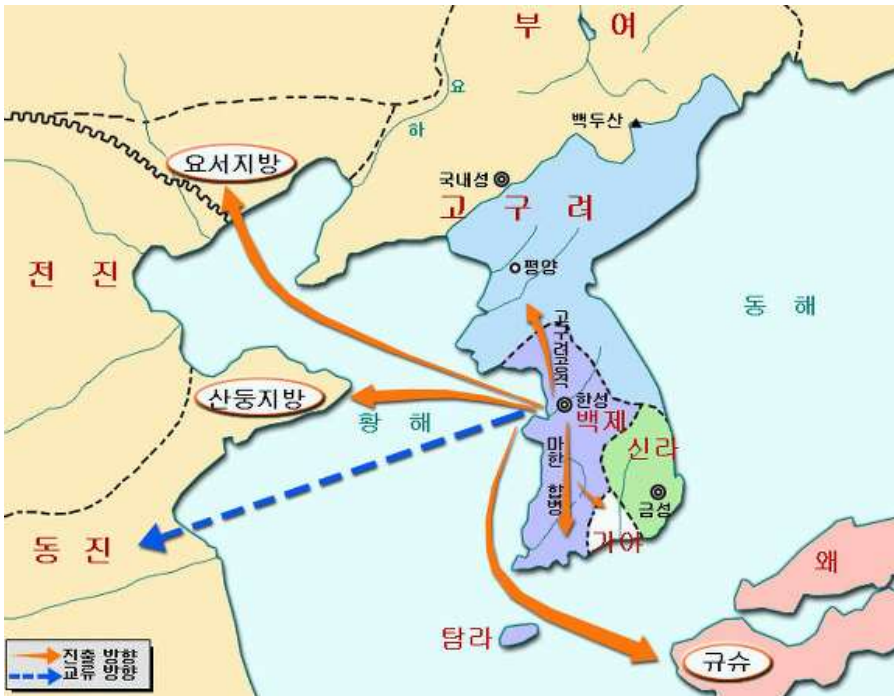 부 여
요
하
백두산
요서지방
국내성
고 구 려
전 진
평양
동 해
고구려공격
산둥지방
한성
황 해
백제
신라
마한 합병
금성
가야
동 진
왜
탐라
규슈
진출 방향
교류 방향